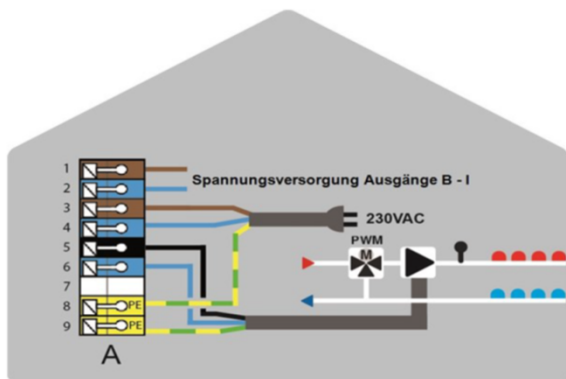 1
2
Spannungsversorgung Ausgänge B - I
3
4
230VAC
5
PWM
M
6
7
8
PE
9
PE
A